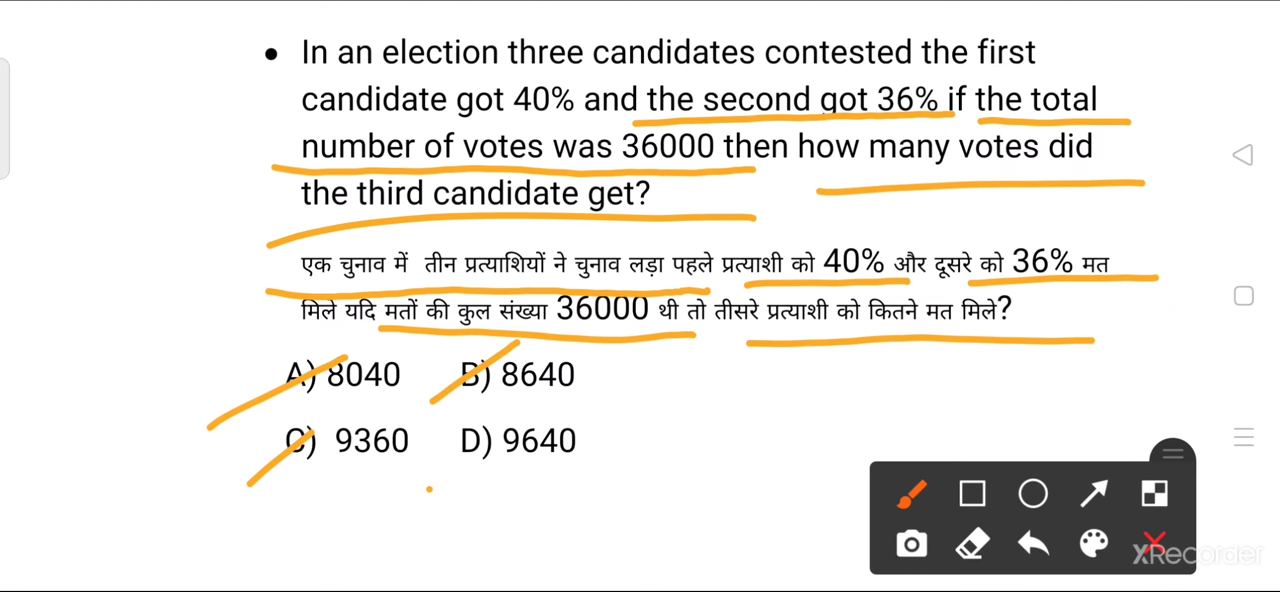 • In an election three candidates contested the first
candidate got 40% and the second got 36% if the total
number of votes was 36000 then how many votes did
the third candidate get?
एक चुनाव में तीन प्रत्याशियों ने चुनाव लड़ा पहले प्रत्याशी को 40% और दूसरे को 36% मत
मिले यदि मतों की कुल संख्या 36000 थी तो तीसरे प्रत्याशी को कितने मत मिले?
A) 8040 B) 8640
C) 9360 D) 9640
XRecorder